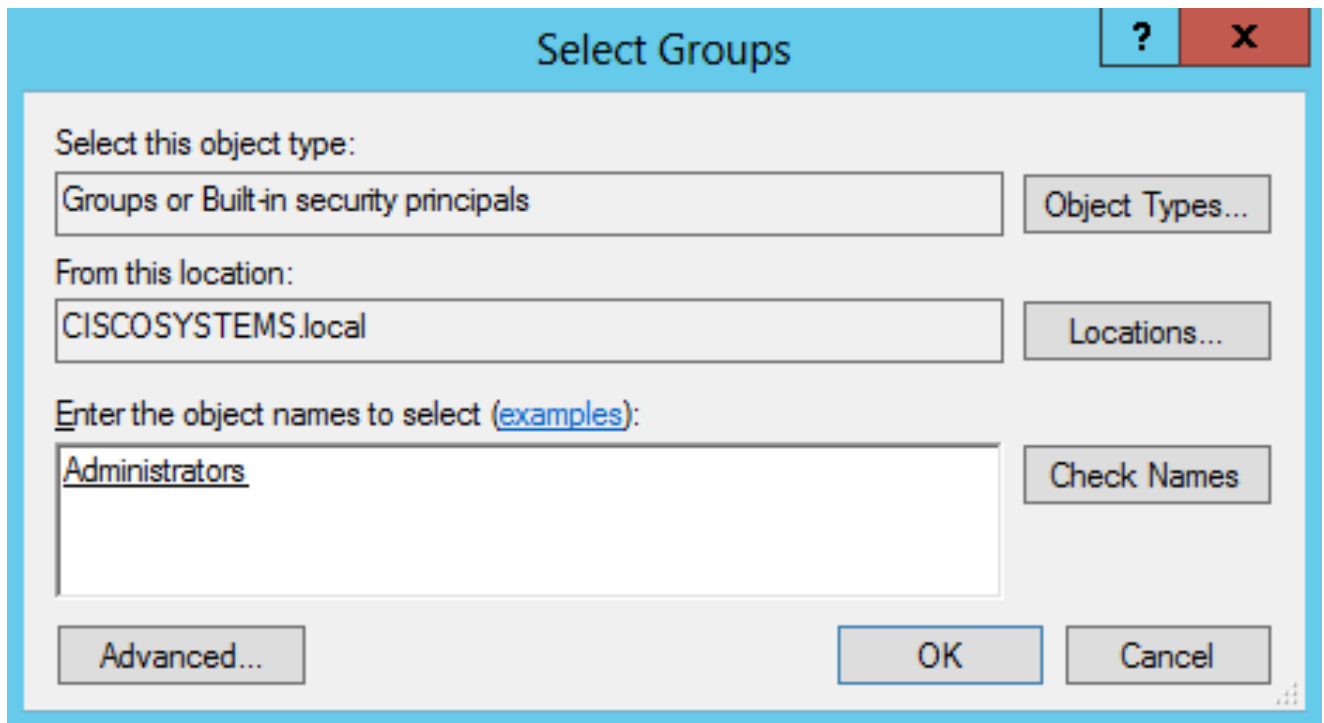 Select Groups
?
x
Select this object type:
Groups or Built-in security principals
Object Types...
From this location:
CISCOSYSTEMS.local
Locations...
Enter the object names to select (examples):
Administrators
Check Names
Advanced...
OK
Cancel